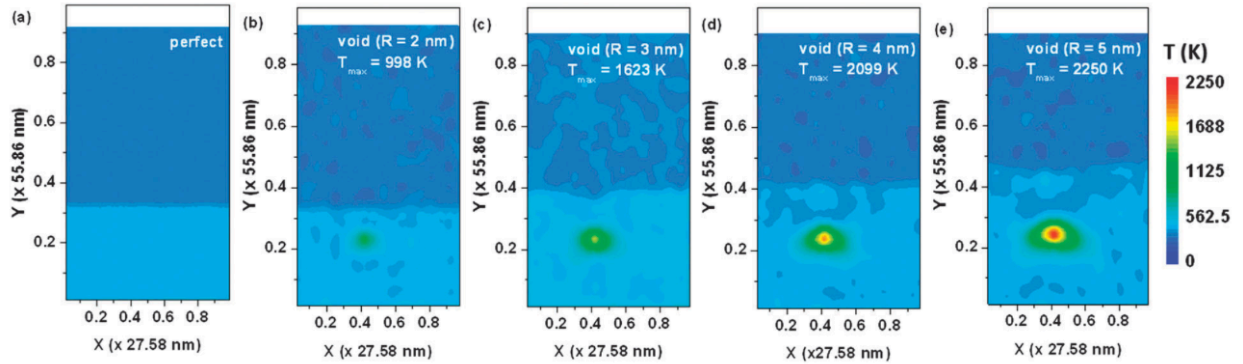 (a)
perfect
Y (x 55.86 nm)
0.8
0.6
0.4
0.2
0.2 0.4 0.6 0.8
X (x 27.58 nm)
(b)
void (R = 2 nm)
Tmax = 998 K
Y (x 55.86 nm)
0.8
0.6
0.4
0.2
0.2 0.4 0.6 0.8
X (x 27.58 nm)
(c)
void (R = 3 nm)
Tmax = 1623 K
Y (x 55.86 nm)
0.8
0.6
0.4
0.2
0.2 0.4 0.6 0.8
X (x 27.58 nm)
(d)
void (R = 4 nm)
Tmax = 2099 K
Y (x 55.86 nm)
0.8
0.6
0.4
0.2
0.2 0.4 0.6 0.8
X (x27.58 nm)
(e)
void (R = 5 nm)
Tmax = 2250 K
Y (x 55.86 nm)
0.8
0.6
0.4
0.2
0.2 0.4 0.6 0.8
X (x 27.58 nm)
T (K)
2250
1688
1125
562.5
0